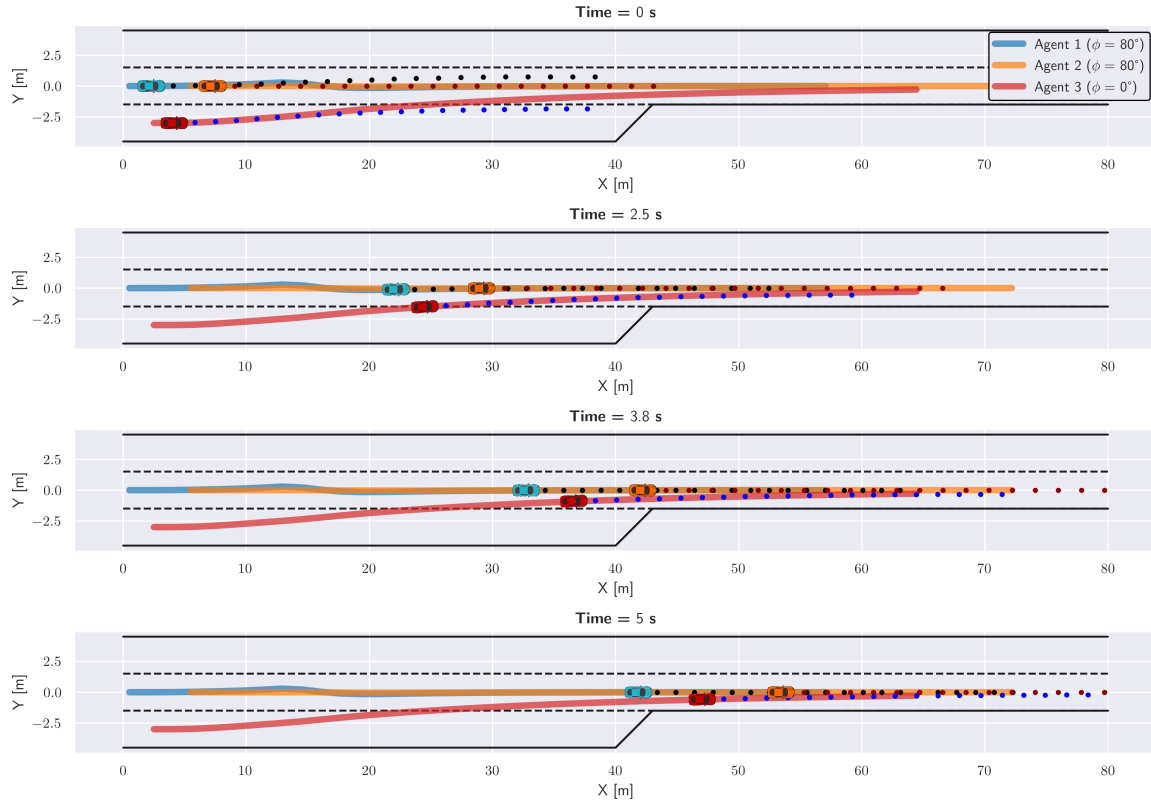 Time = 0 s
Y [m]
2.5
0.0
−2.5
Agent 1 (ϕ = 80°)
Agent 2 (ϕ = 80°)
Agent 3 (ϕ = 0°)
0 10 20 30 40 50 60 70 80
X [m]
Time = 2.5 s
Y [m]
2.5
0.0
−2.5
0 10 20 30 40 50 60 70 80
X [m]
Time = 3.8 s
Y [m]
2.5
0.0
−2.5
0 10 20 30 40 50 60 70 80
X [m]
Time = 5 s
Y [m]
2.5
0.0
−2.5
0 10 20 30 40 50 60 70 80
X [m]